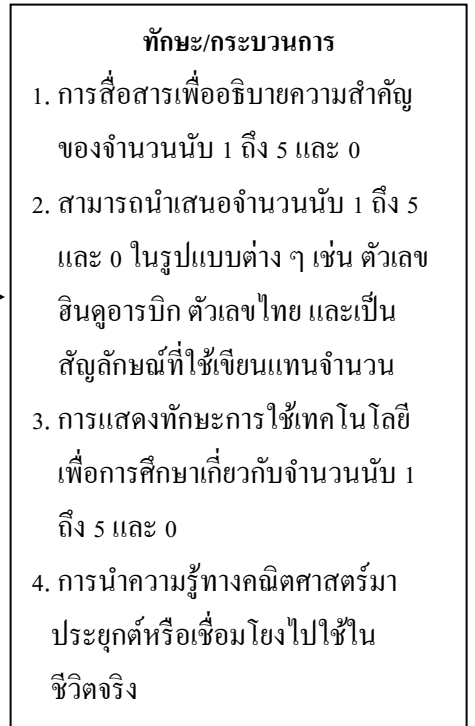 ทักษะ/กระบวนการ
1. การสื่อสารเพื่ออธิบายความสำคัญ
ของจำนวนนับ 1 ถึง 5 และ 0
2. สามารถนำเสนอจำนวนนับ 1 ถึง 5
และ 0 ในรูปแบบต่าง ๆ เช่น ตัวเลข
ฮินดูอารบิก ตัวเลขไทย และเป็น
สัญลักษณ์ที่ใช้เขียนแทนจำนวน
3. การแสดงทักษะการใช้เทคโนโลยี
เพื่อการศึกษาเกี่ยวกับจำนวนนับ 1
ถึง 5 และ 0
4. การนำความรู้ทางคณิตศาสตร์มา
ประยุกต์หรือเชื่อมโยงไปใช้ใน
ชีวิตจริง